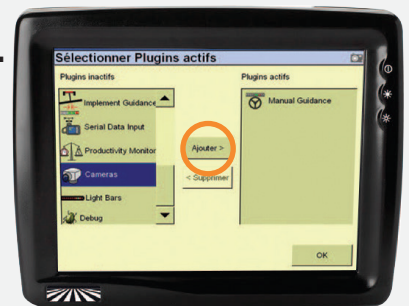 Sélectionner Plugins actifs
Plugins inactifs
Plugins actifs
Implement Guidance
Serial Data Input
Productivity Monitor
Cameras
Light Bars
Debug
Ajouter >
< Supprimer
Manual Guidance
OK